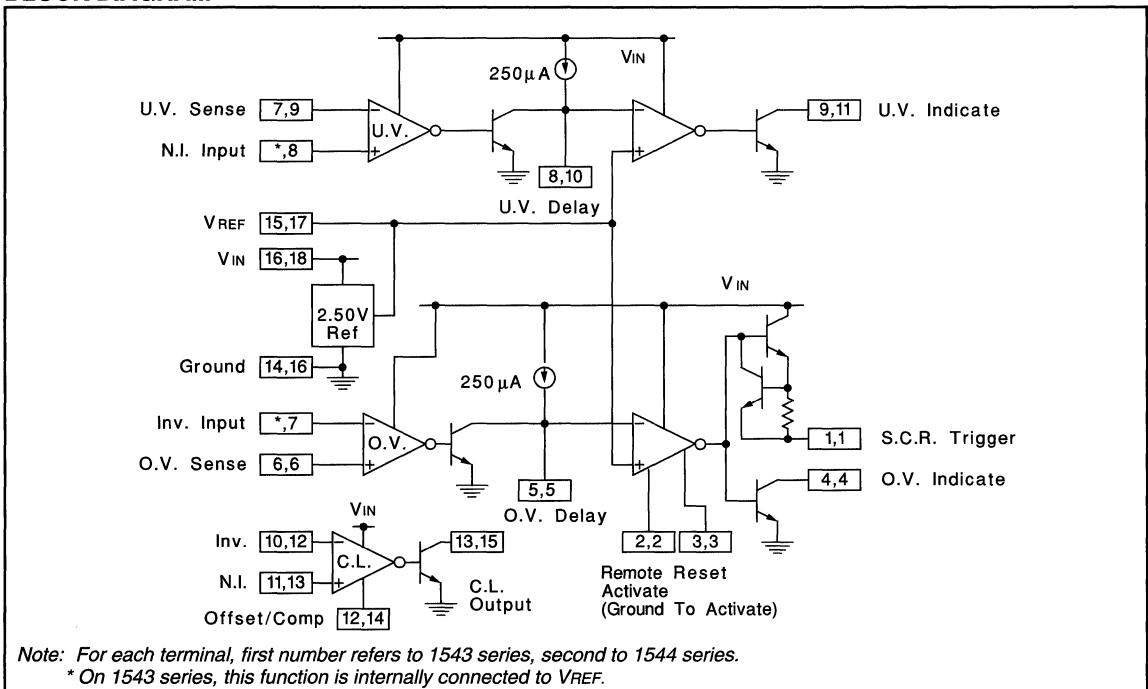 VIN
250µA
U.V. Sense 7,9
U.V.
9,11 U.V. Indicate
N.I. Input *,8
8,10
U.V. Delay
VREF 15,17
VIN 16,18
VIN
2.50V
Ref
Ground 14,16
250µA
Inv. Input *,7
O.V.
1,1 S.C.R. Trigger
O.V. Sense 6,6
4,4 O.V. Indicate
5,5
O.V. Delay
VIN
Inv. 10,12
13,15
2,2 3,3
C.L.
N.I. 11,13
C.L.
Output
Remote Reset
Activate
(Ground To Activate)
Offset/Comp 12,14
Note: For each terminal, first number refers to 1543 series, second to 1544 series.
* On 1543 series, this function is internally connected to VREF.